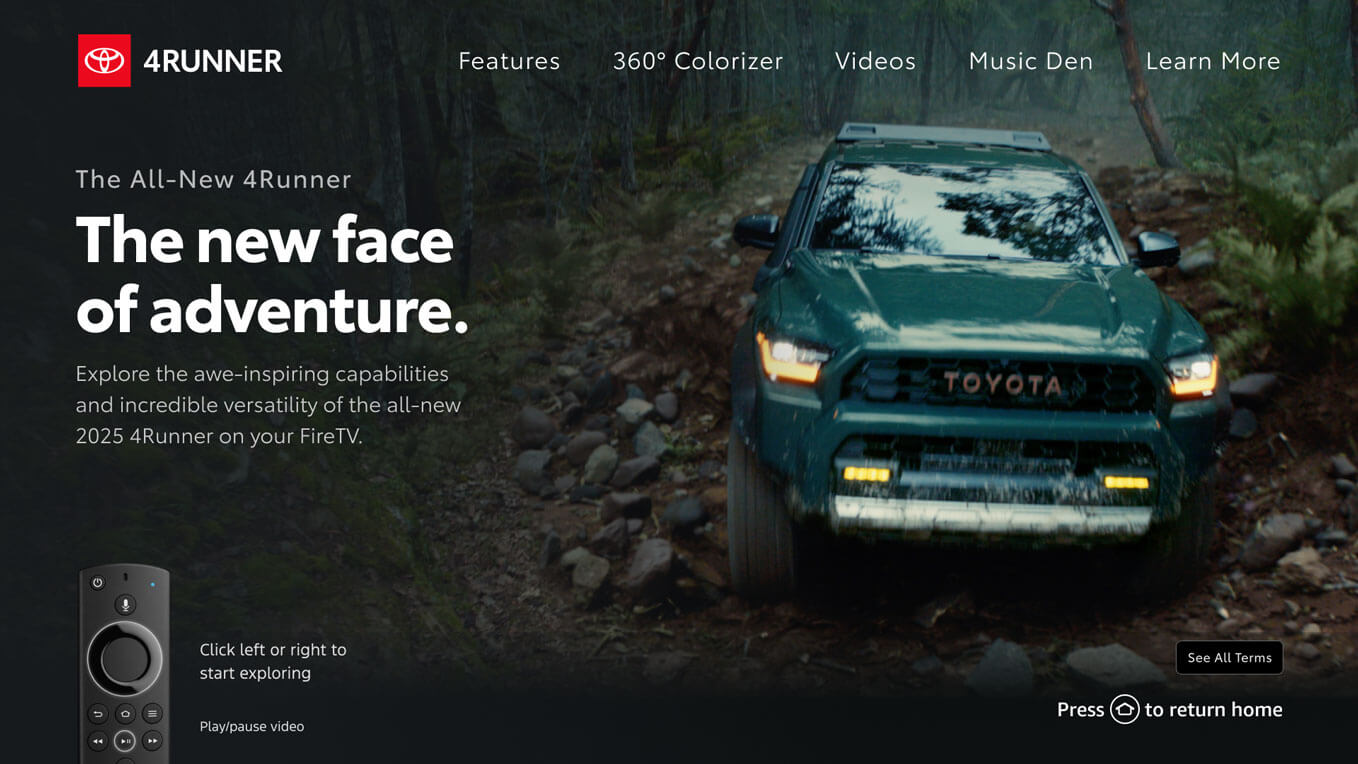 4RUNNER
Features 360° Colorizer Videos Music Den Learn More
The All-New 4Runner
The new face
of adventure.
Explore the awe-inspiring capabilities
and incredible versatility of the all-new
2025 4Runner on your FireTV.
TOYOTA
Click left or right to
start exploring
Play/pause video
See All Terms
Press to return home